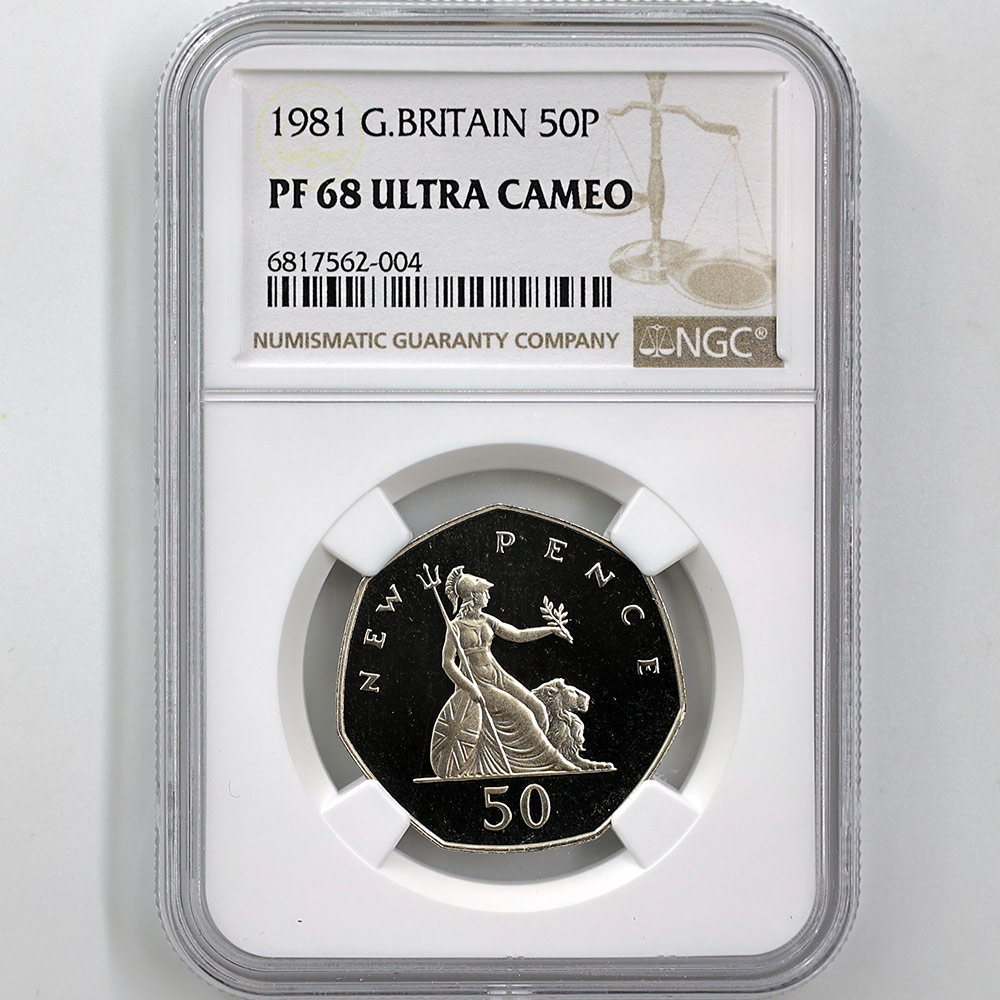 1981 G.BRITAIN 50P
PF 68 ULTRA CAMEO
6817562-004
NUMISMATIC GUARANTY COMPANY
NGC®
NEW PENCE
50